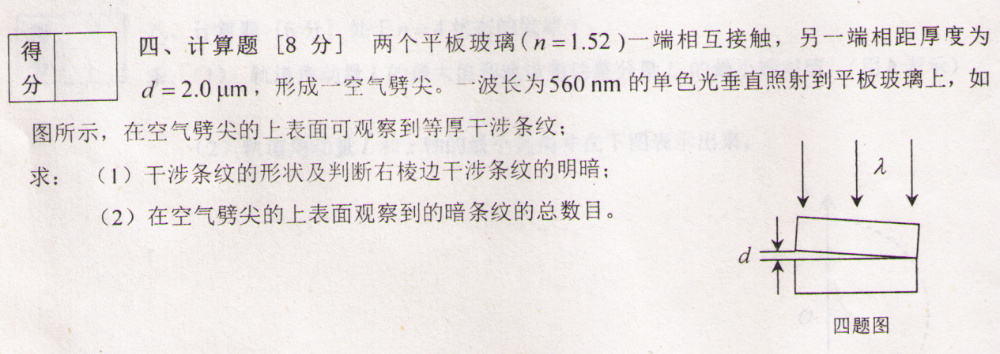 得分
四、计算题 [8 分] 两个平板玻璃(n=1.52)一端相互接触，另一端相距厚度为
d=2.0 μm，形成一空气劈尖。一波长为560 nm 的单色光垂直照射到平板玻璃上，如
图所示，在空气劈尖的上表面可观察到等厚干涉条纹；
求：（1）干涉条纹的形状及判断右棱边干涉条纹的明暗；
（2）在空气劈尖的上表面观察到的暗条纹的总数目。
λ
d
四题图